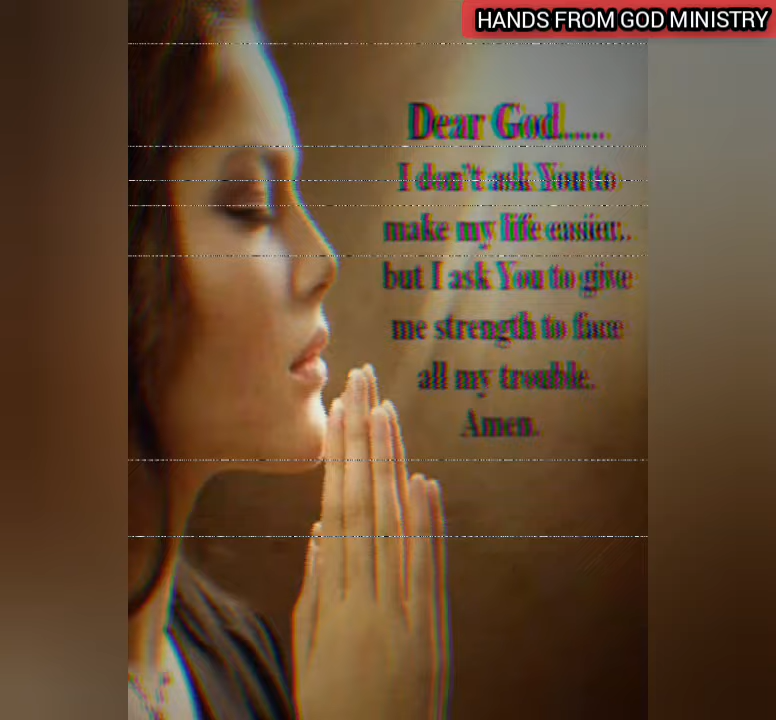 HANDS FROM GOD MINISTRY
Dear God......
I don't ask You to
make my life easier..
but I ask You to give
me strength to face
all my trouble.
Amen.